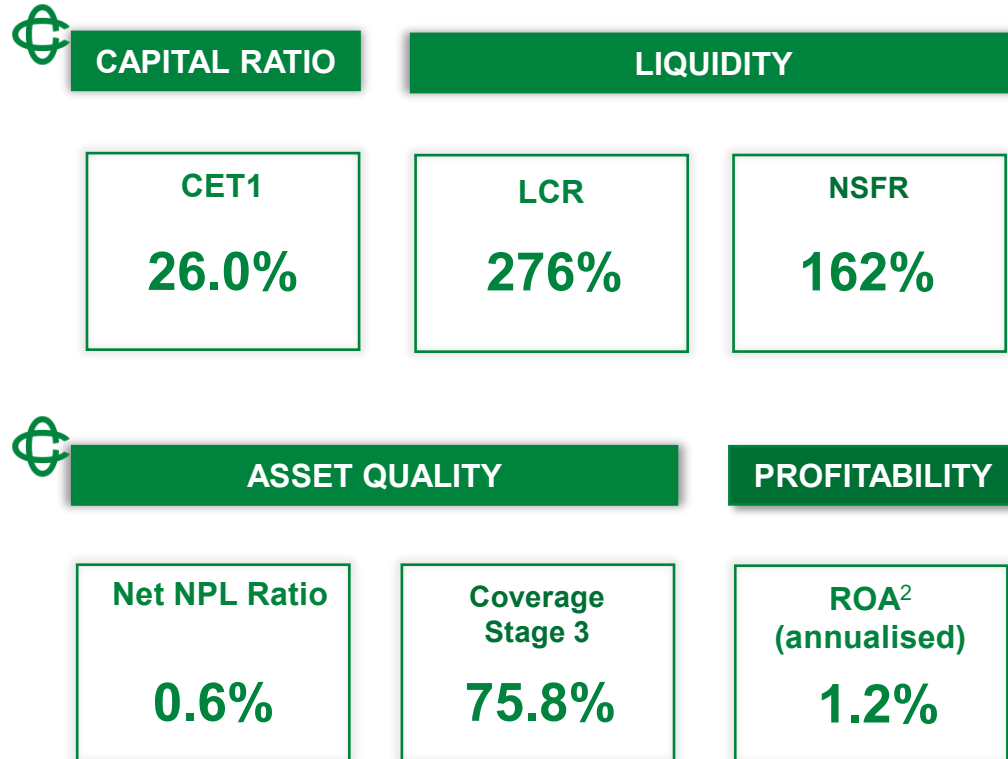 CAPITAL RATIO
LIQUIDITY
CET1
26.0%
LCR
276%
NSFR
162%
ASSET QUALITY
PROFITABILITY
Net NPL Ratio
0.6%
Coverage
Stage 3
75.8%
ROA²
(annualised)
1.2%